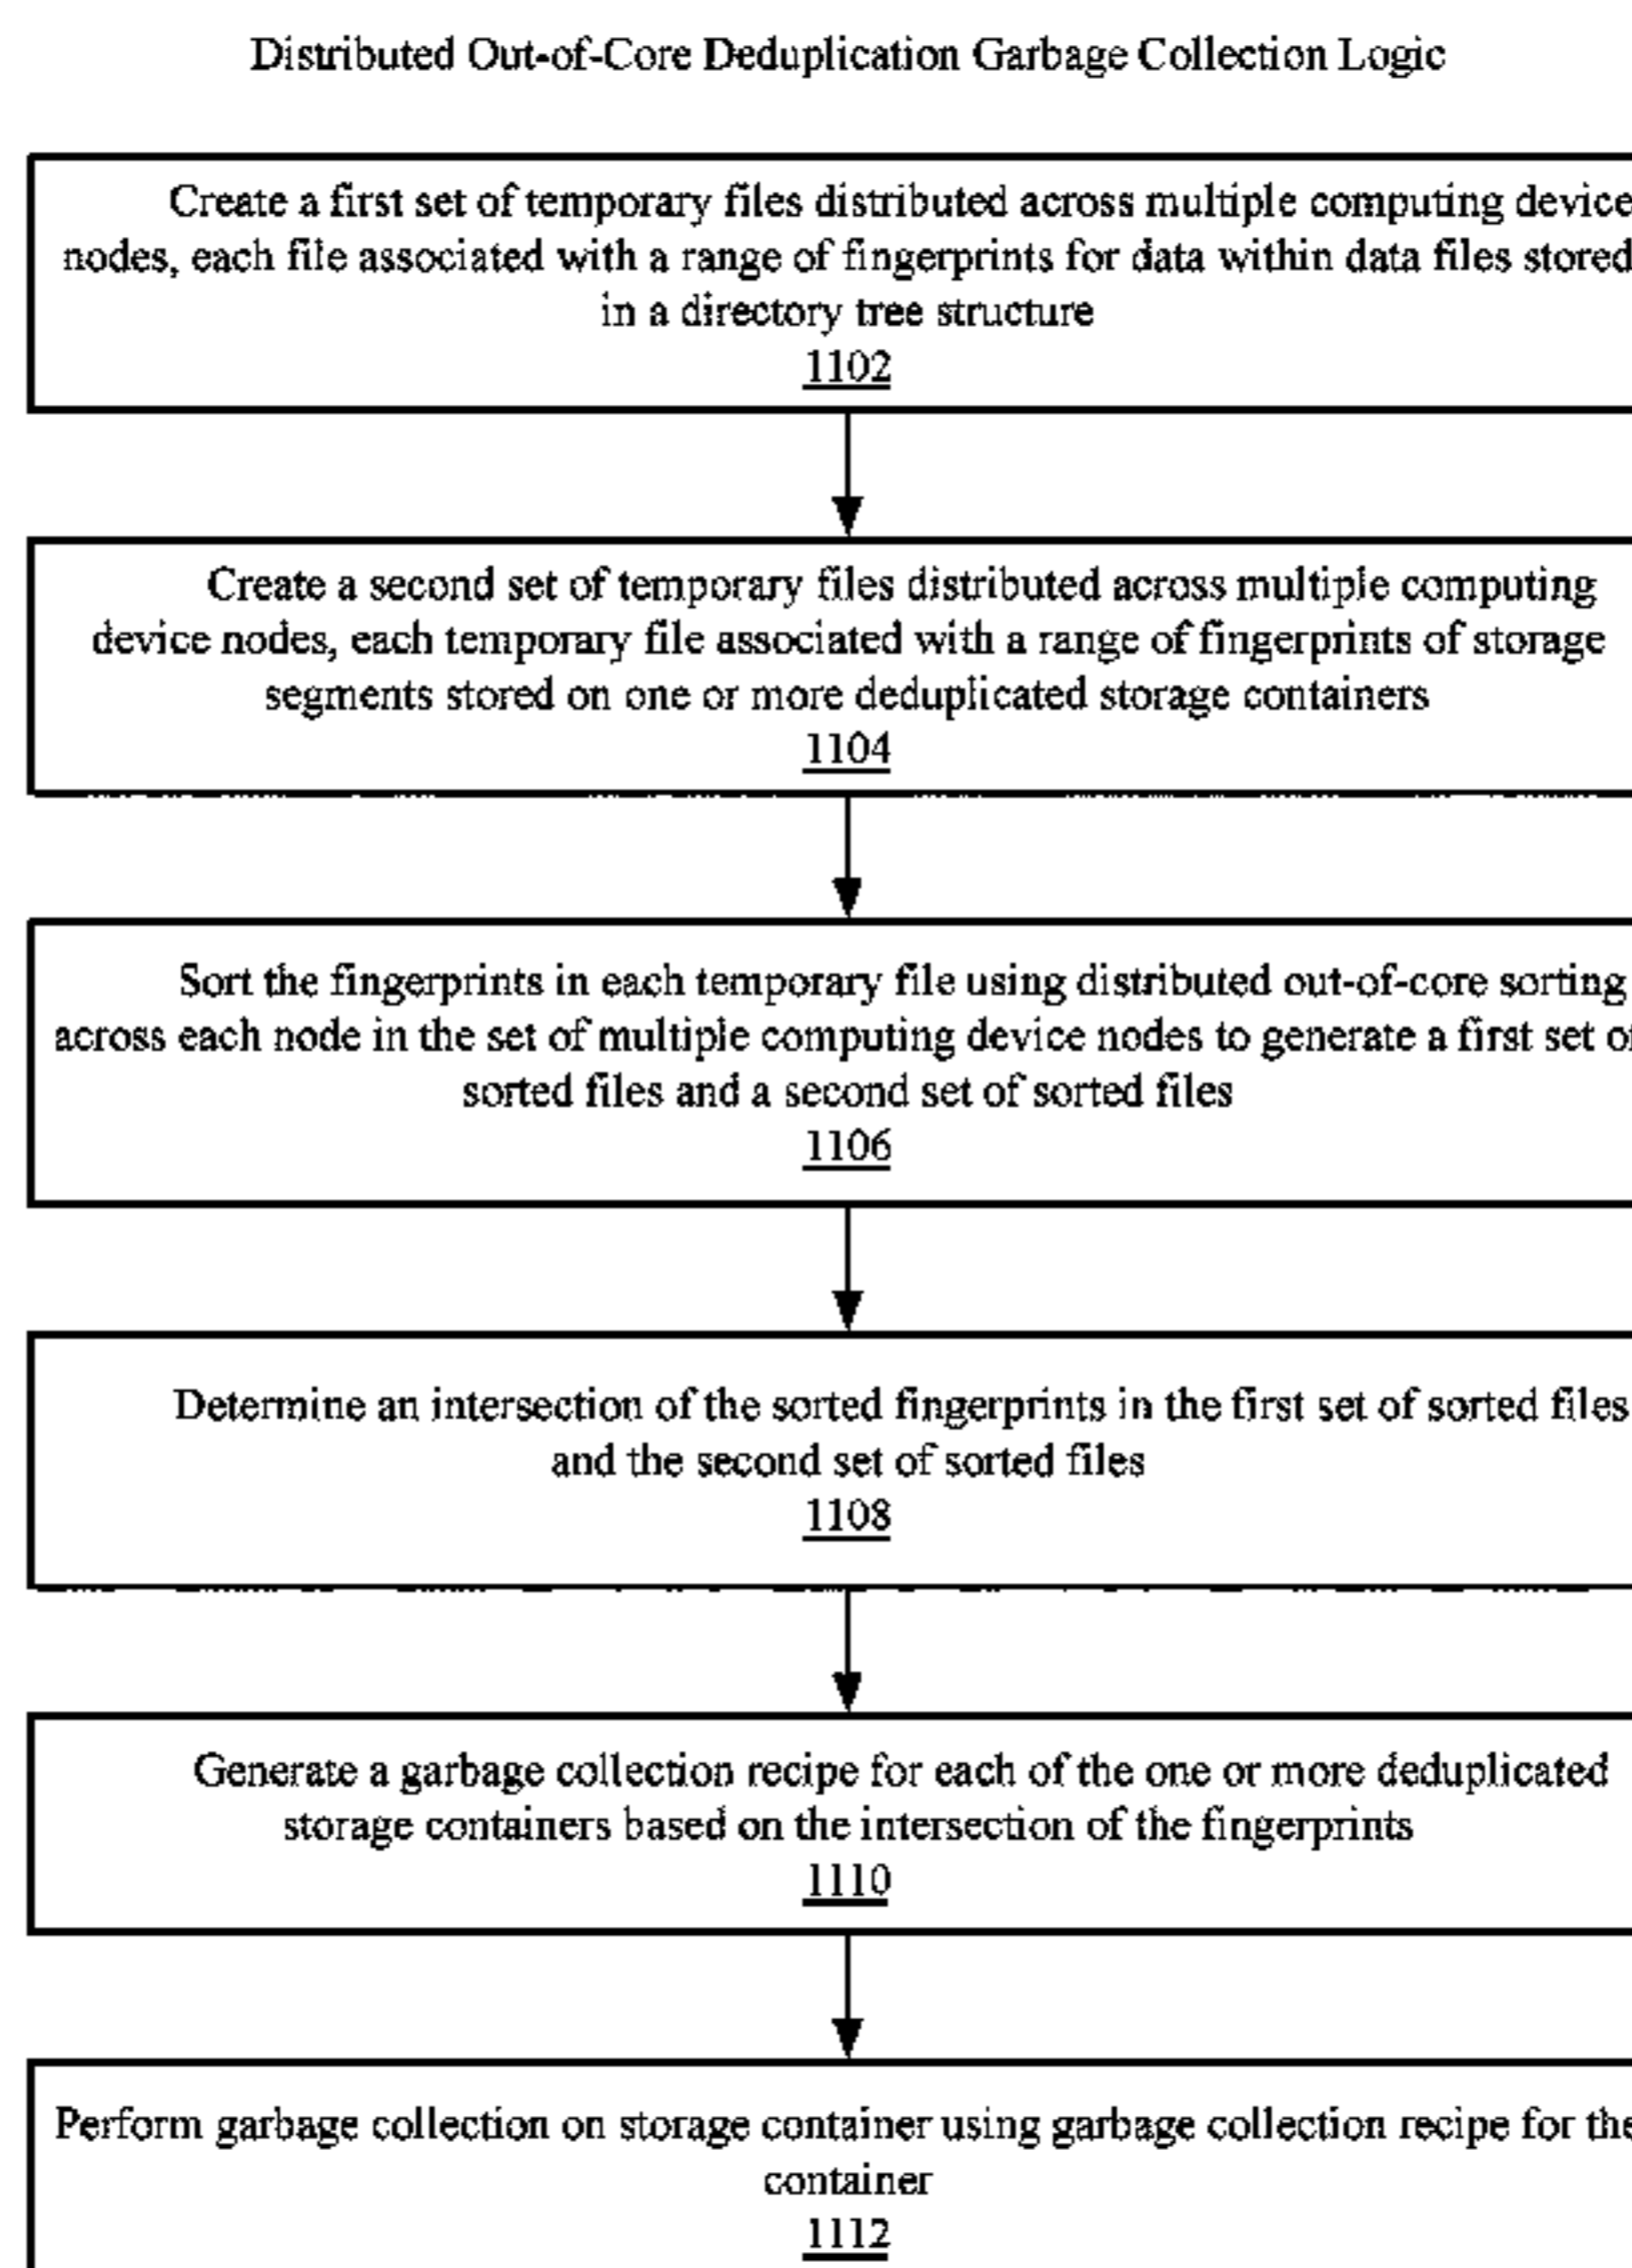 Distributed Out-of-Core Deduplication Garbage Collection Logic
Create a first set of temporary files distributed across multiple computing device
nodes, each file associated with a range of fingerprints for data within data files stored
in a directory tree structure
1102
Create a second set of temporary files distributed across multiple computing
device nodes, each temporary file associated with a range of fingerprints of storage
segments stored on one or more deduplicated storage containers
1104
Sort the fingerprints in each temporary file using distributed out-of-core sorting
across each node in the set of multiple computing device nodes to generate a first set of
sorted files and a second set of sorted files
1106
Determine an intersection of the sorted fingerprints in the first set of sorted files
and the second set of sorted files
1108
Generate a garbage collection recipe for each of the one or more deduplicated
storage containers based on the intersection of the fingerprints
1110
Perform garbage collection on storage container using garbage collection recipe for the
container
1112